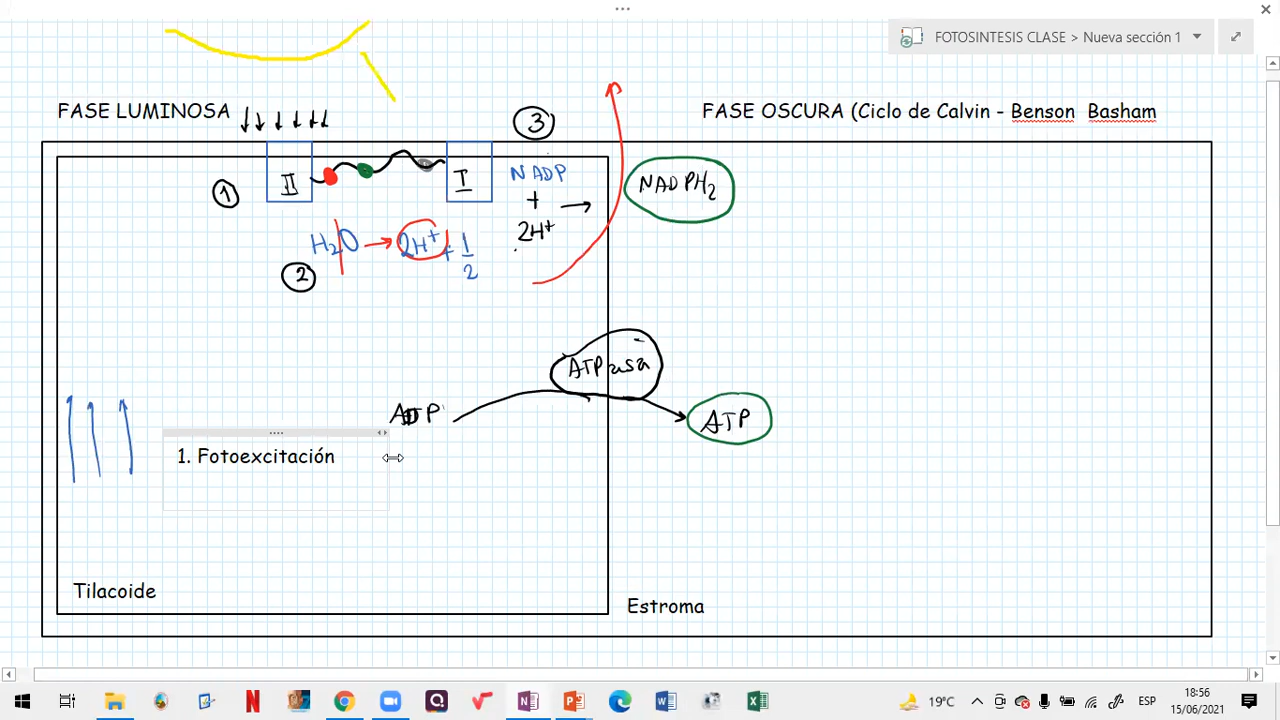 FOTOSINTESIS CLASE > Nueva sección 1
FASE LUMINOSA
FASE OSCURA (Ciclo de Calvin - Benson Basham
3
1
II
I
NADP
+
2H+
NADPH2
H2O → 2H+ + 1/2
2
ATPasa
ADP
ATP
1. Fotoexcitación
Tilacoide
Estroma
19°C
ESP
18:56
15/06/2021